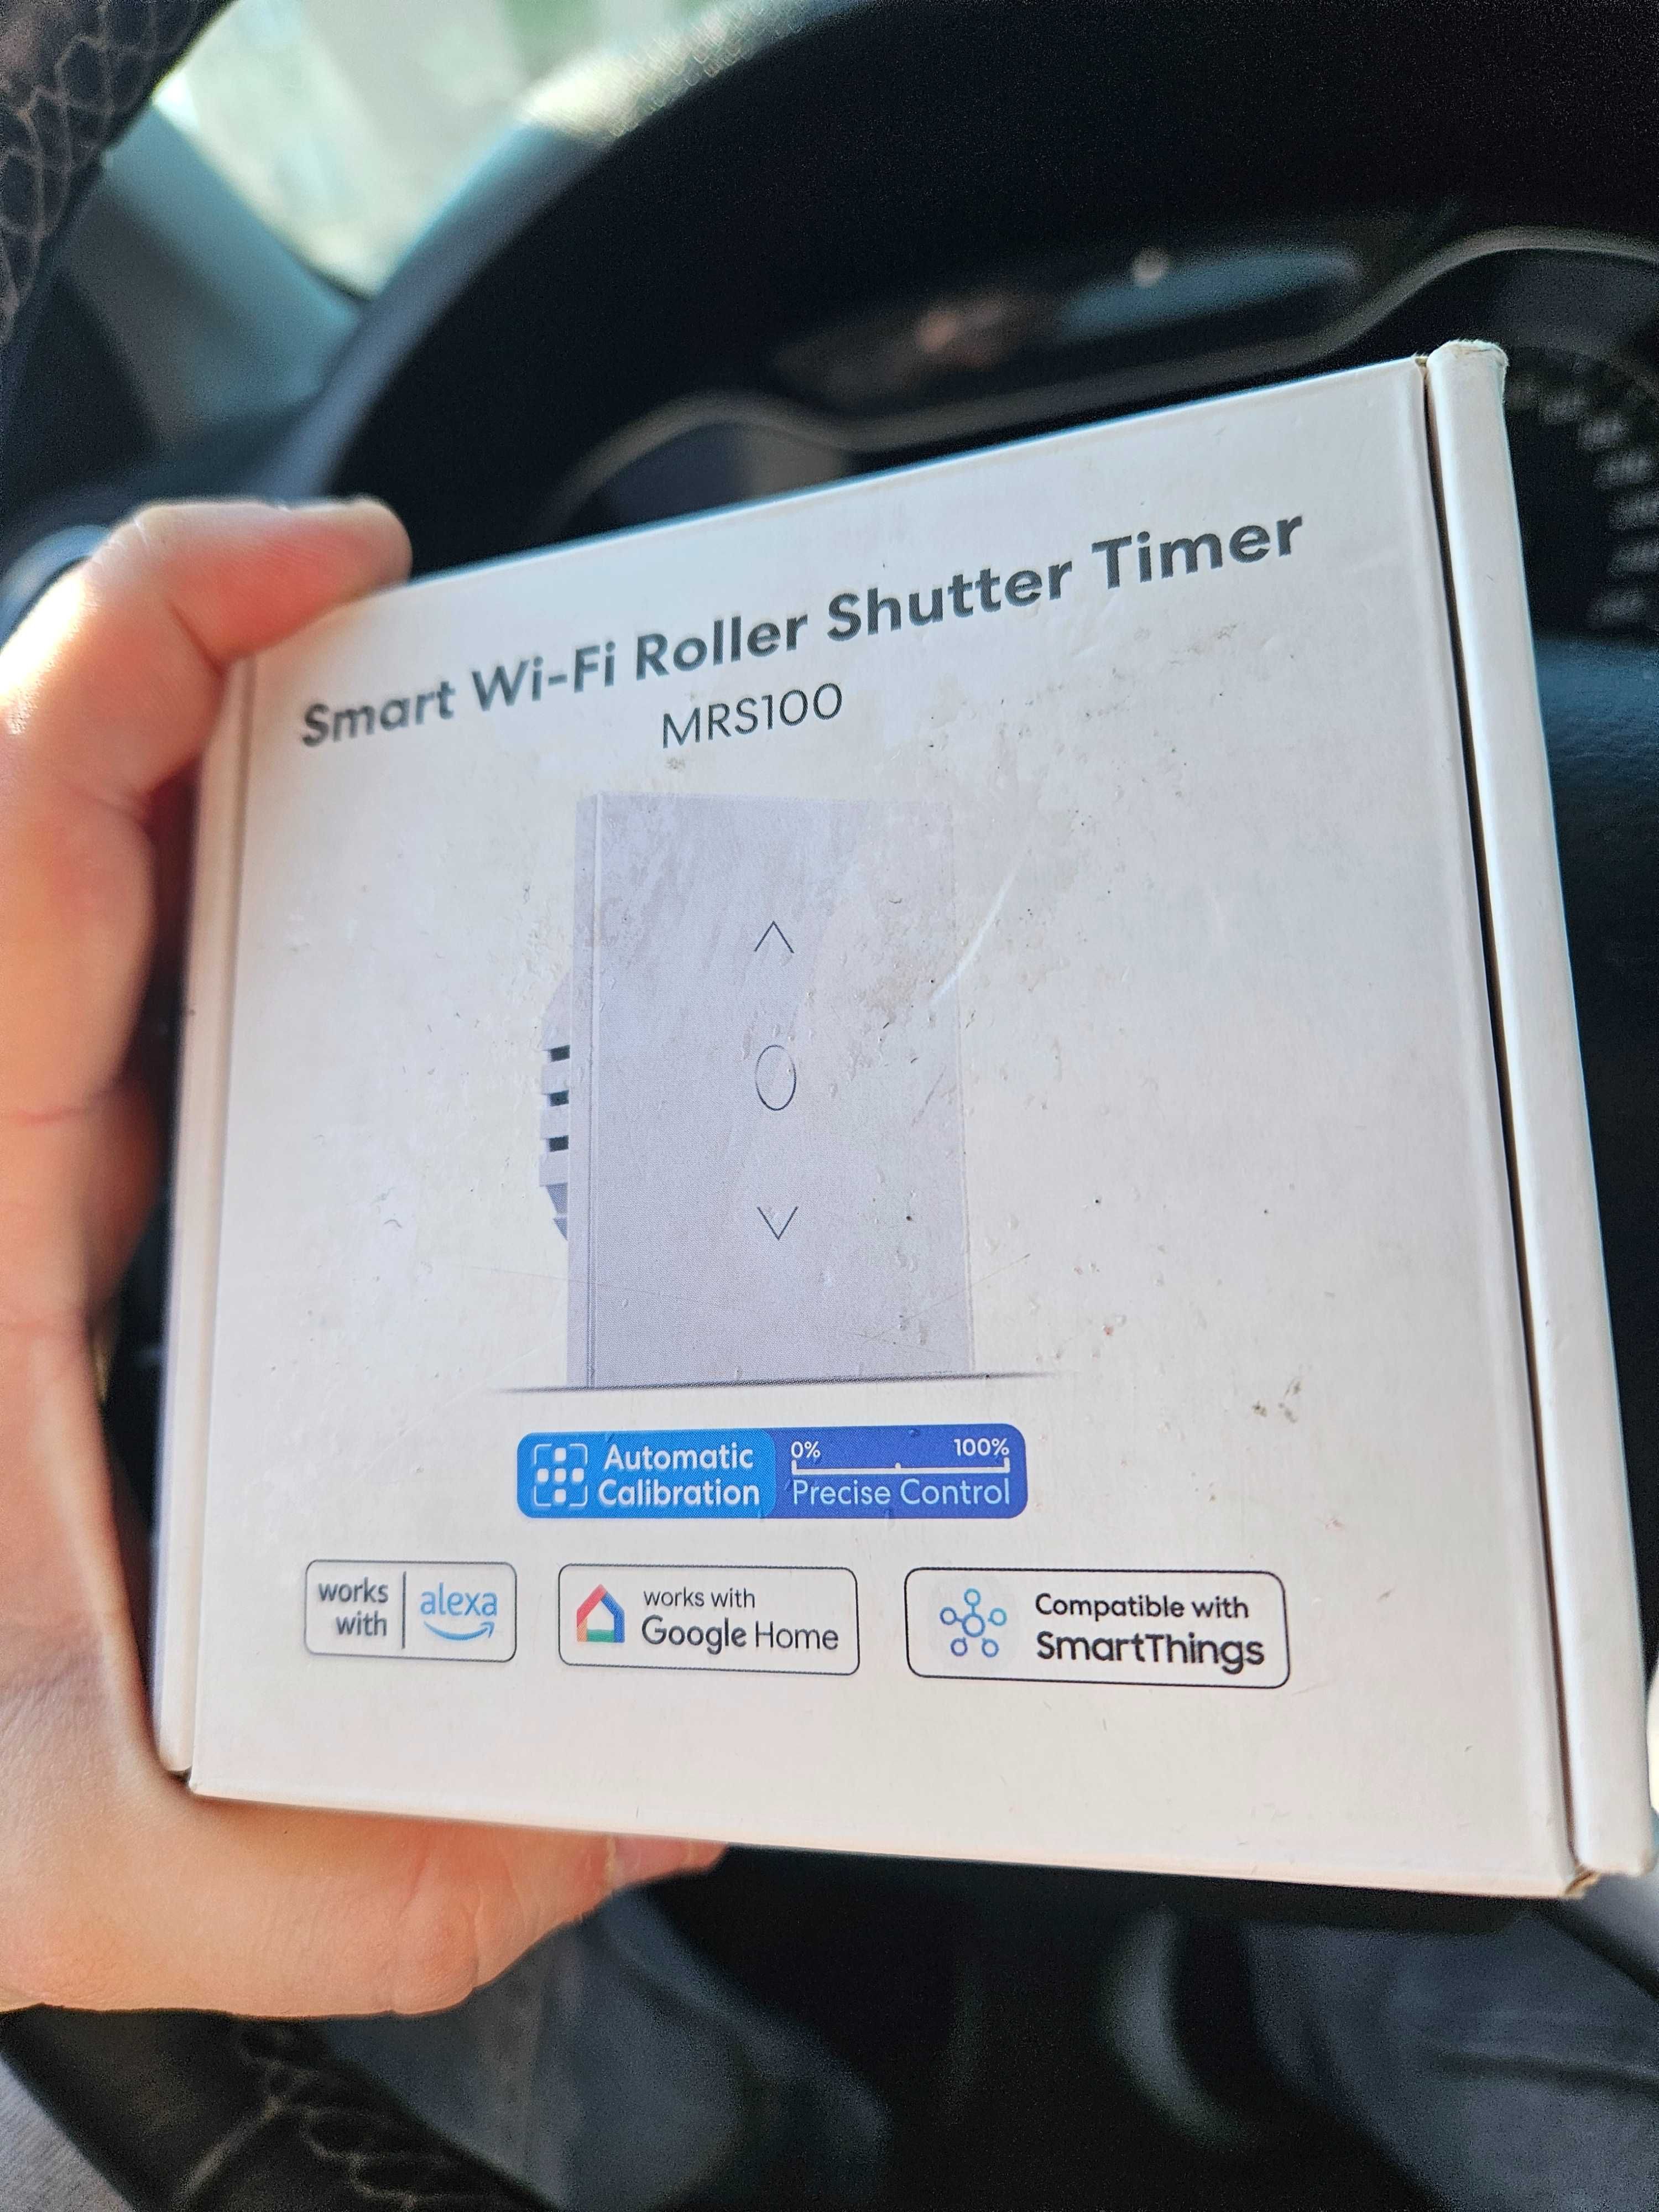 Smart Wi-Fi Roller Shutter Timer
MRS100
Automatic
Calibration
0% 100%
Precise Control
works
with
alexa
works with
Google Home
Compatible with
SmartThings